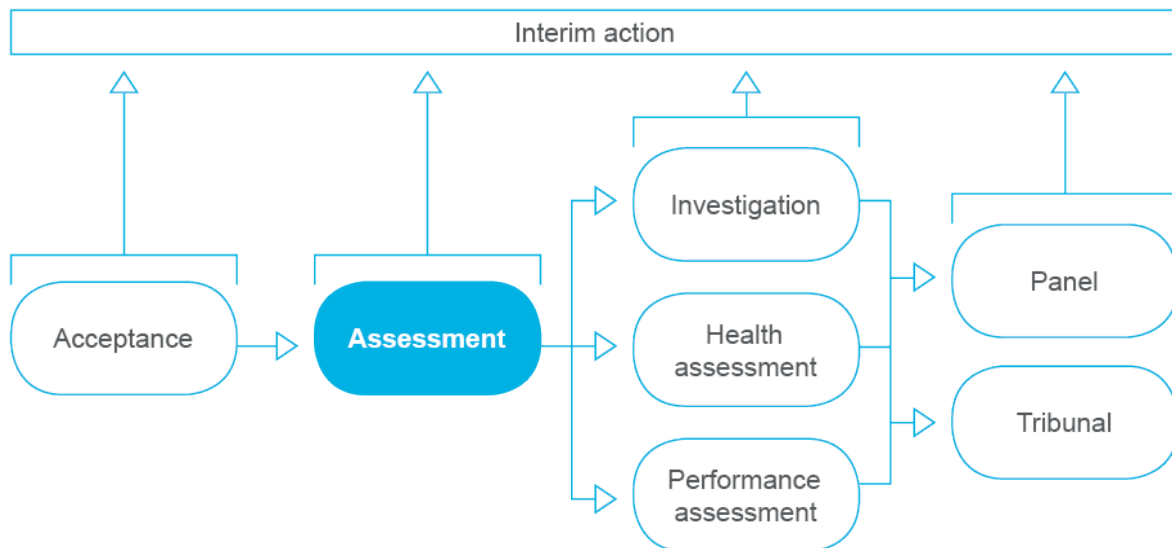 Interim action
Acceptance
Assessment
Investigation
Health
assessment
Performance
assessment
Panel
Tribunal